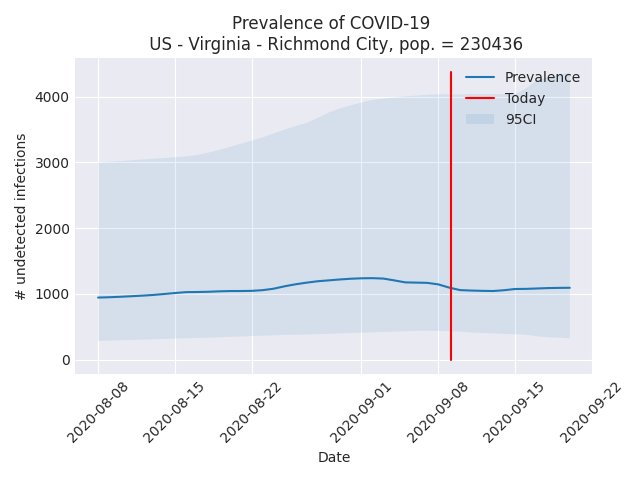 Prevalence of COVID-19
US - Virginia - Richmond City, pop. = 230436
# undetected infections
4000
3000
2000
1000
0
Prevalence
Today
95CI
2020-08-08
2020-08-15
2020-08-22
2020-09-01
2020-09-08
2020-09-15
2020-09-22
Date